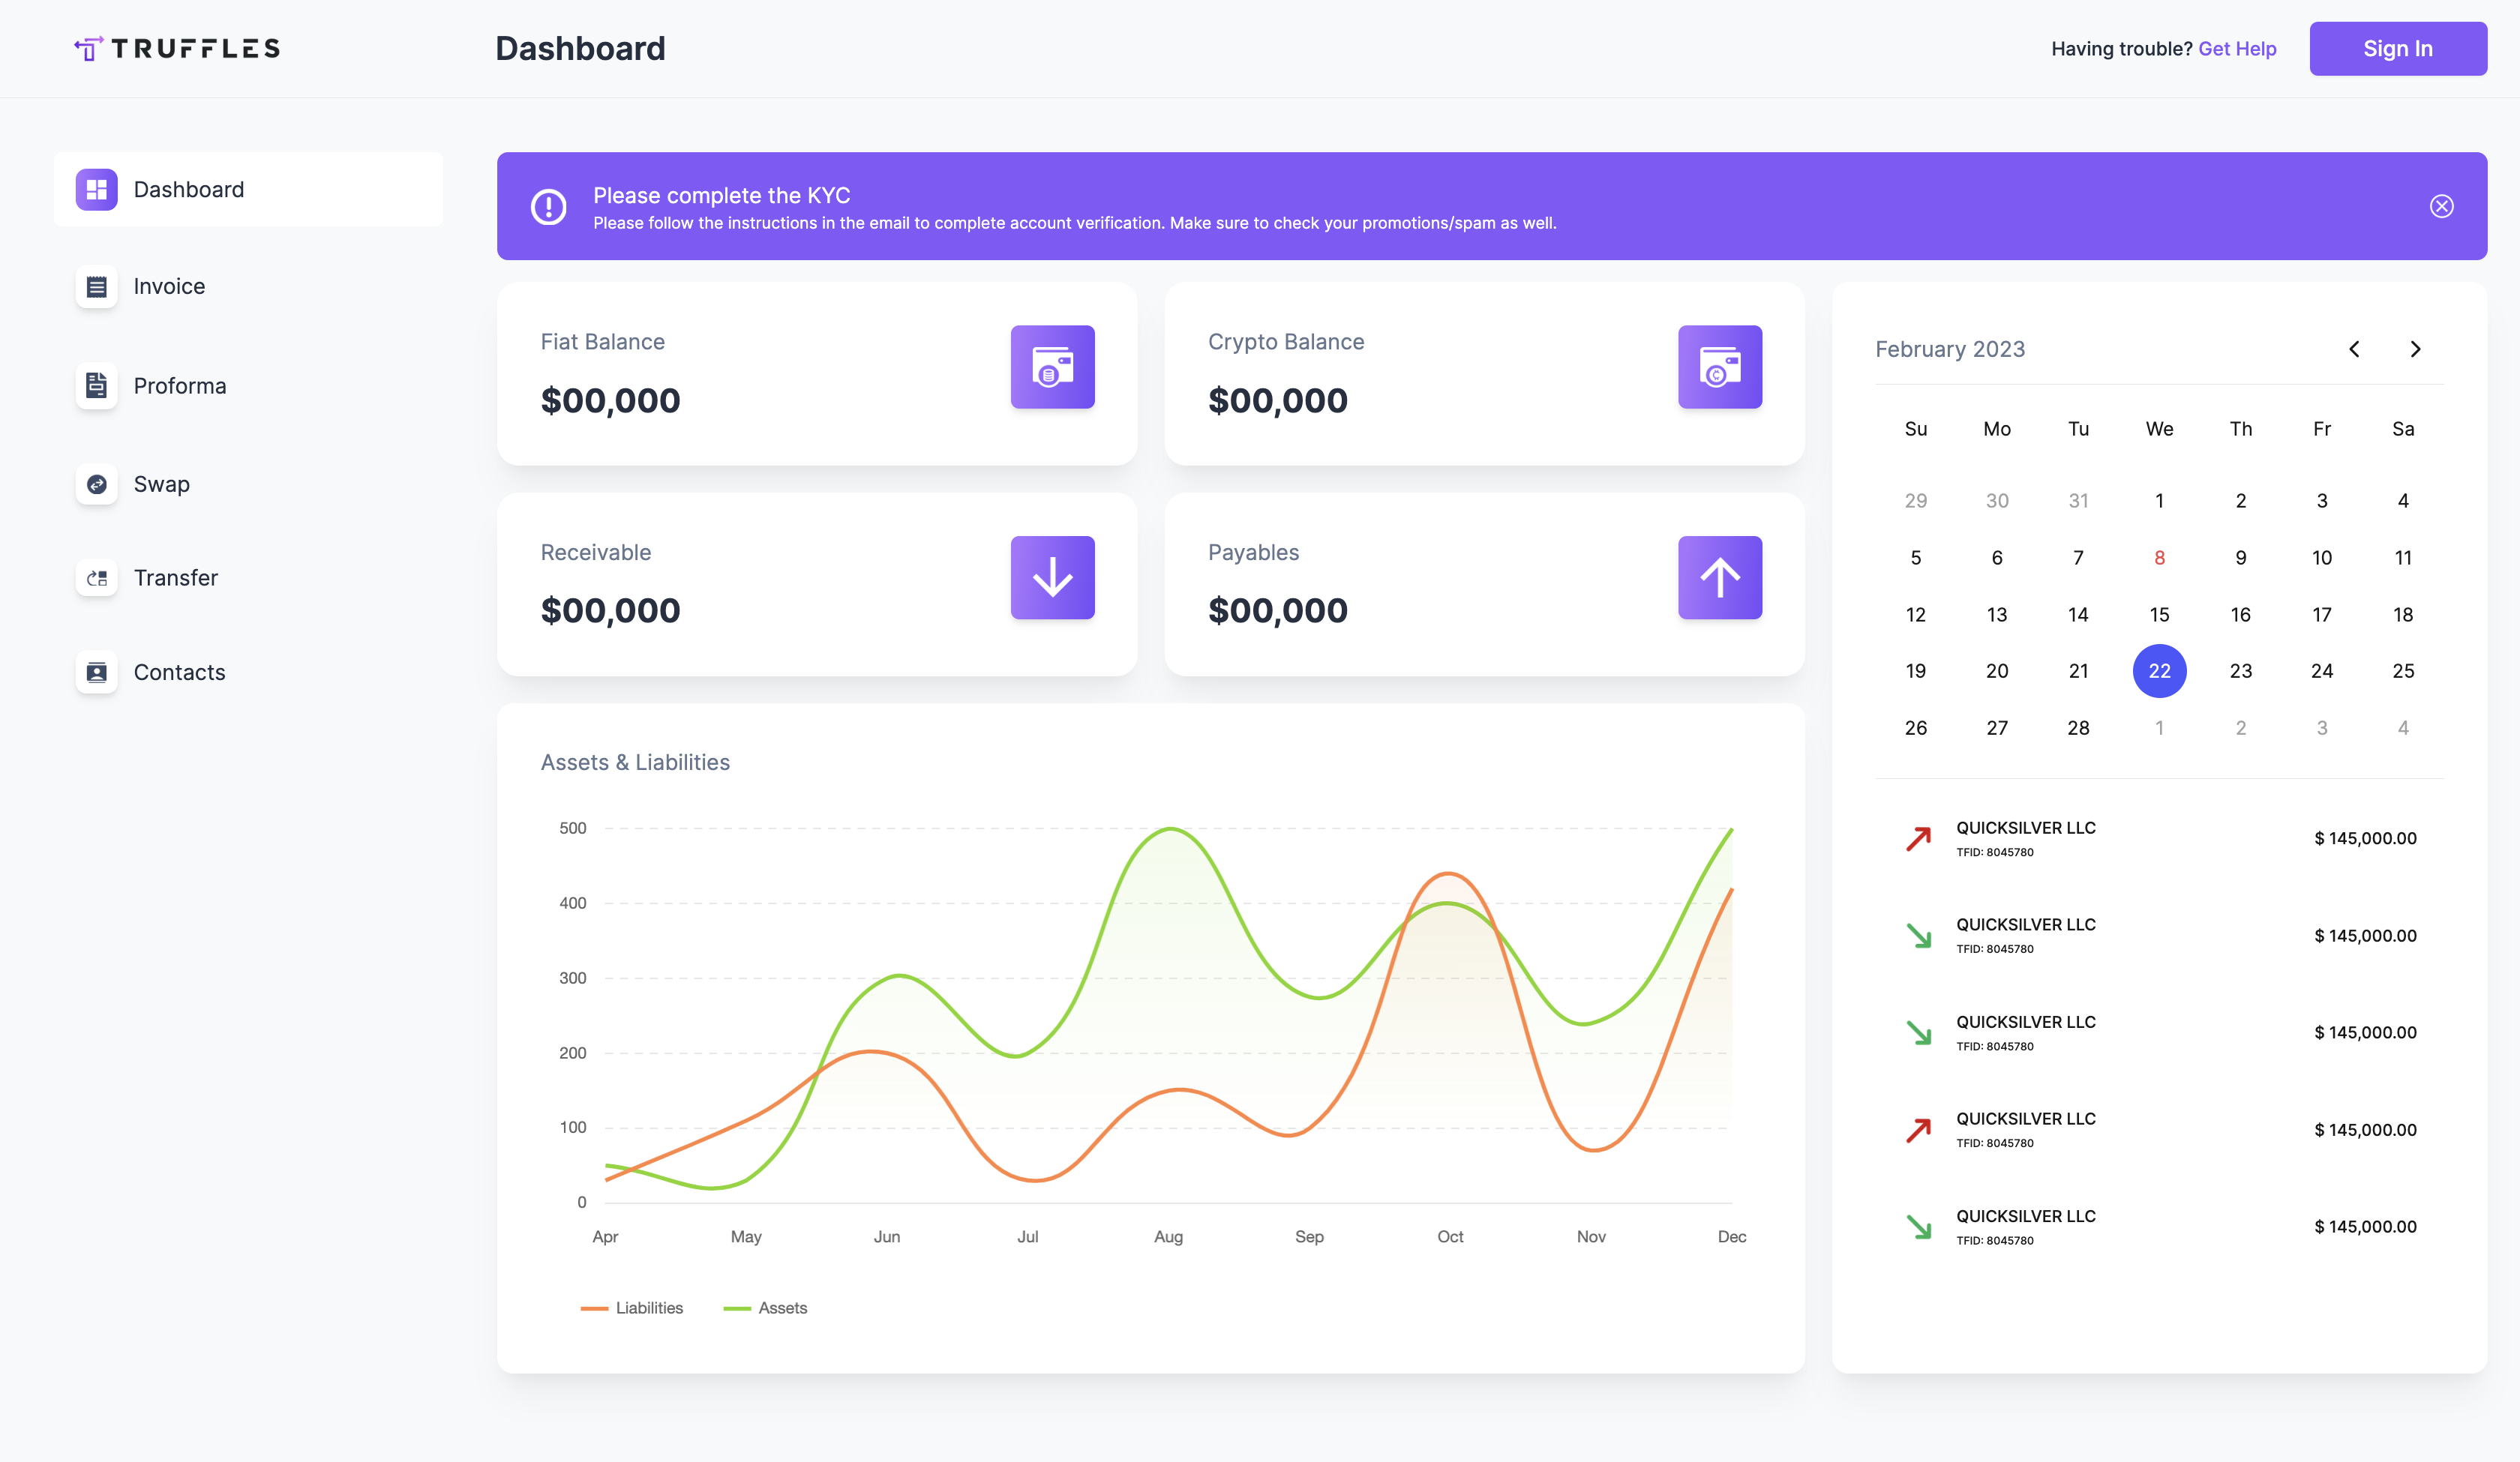 TRUFFLES
Dashboard
Having trouble? Get Help
Sign In
Dashboard
Invoice
Proforma
Swap
Transfer
Contacts
Please complete the KYC
Please follow the instructions in the email to complete account verification. Make sure to check your promotions/spam as well.
Fiat Balance
$00,000
Crypto Balance
$00,000
Receivable
$00,000
Payables
$00,000
Assets & Liabilities
500
400
300
200
100
0
Apr May Jun Jul Aug Sep Oct Nov Dec
Liabilities Assets
February 2023
Su Mo Tu We Th Fr Sa
29 30 31 1 2 3 4
5 6 7 8 9 10 11
12 13 14 15 16 17 18
19 20 21 22 23 24 25
26 27 28 1 2 3 4
QUICKSILVER LLC
TFID: 8045780
$ 145,000.00
QUICKSILVER LLC
TFID: 8045780
$ 145,000.00
QUICKSILVER LLC
TFID: 8045780
$ 145,000.00
QUICKSILVER LLC
TFID: 8045780
$ 145,000.00
QUICKSILVER LLC
TFID: 8045780
$ 145,000.00